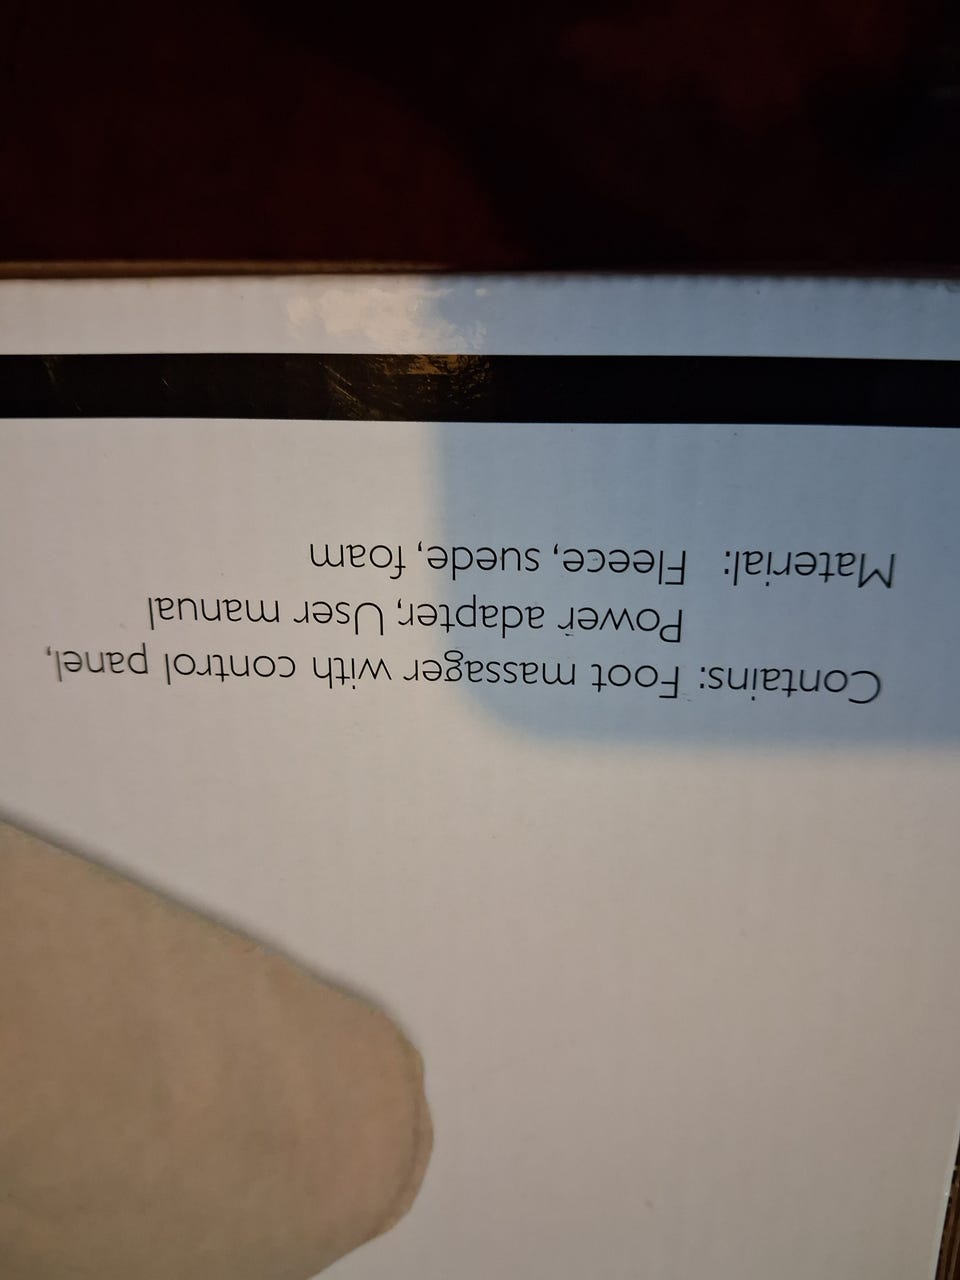 Contains: Foot massager with control panel,
Power adapter, User manual
Material: Fleece, suede, foam